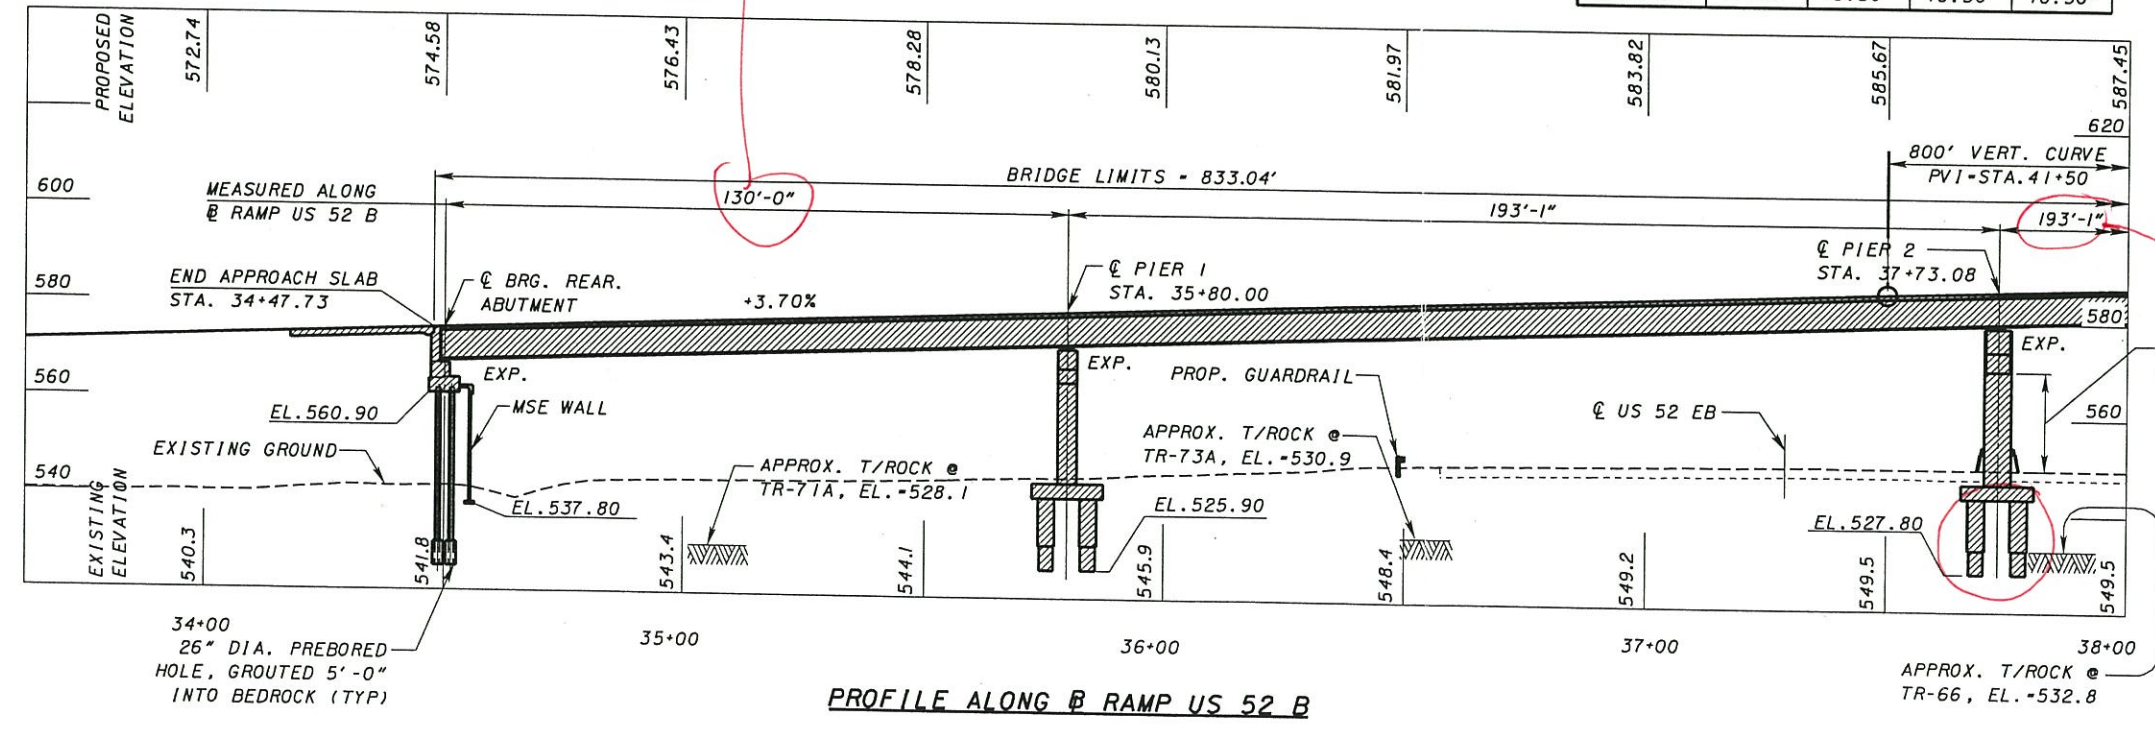 PROPOSED
ELEVATION
572.74
574.58
576.43
578.28
580.13
581.97
583.82
585.67
587.45
620
800' VERT. CURVE
PVI=STA.41+50
BRIDGE LIMITS = 833.04'
600
MEASURED ALONG
℄ RAMP US 52 B
130'-0"
193'-1"
193'-1"
580
END APPROACH SLAB
STA. 34+47.73
℄ BRG. REAR.
ABUTMENT
+3.70%
℄ PIER 1
STA. 35+80.00
℄ PIER 2
STA. 37+73.08
580
560
EXP.
EXP.
EXP.
EL.560.90
MSE WALL
PROP. GUARDRAIL
℄ US 52 EB
560
EXISTING GROUND
APPROX. T/ROCK @
TR-71A, EL.=528.1
APPROX. T/ROCK @
TR-73A, EL.=530.9
540
EL.537.80
EL.525.90
EL.527.80
EXISTING
ELEVATION
540.3
541.8
543.4
544.1
545.9
548.4
549.2
549.5
549.5
34+00
35+00
36+00
37+00
38+00
26" DIA. PREBORED
HOLE, GROUTED 5'-0"
INTO BEDROCK (TYP)
APPROX. T/ROCK @
TR-66, EL.=532.8
PROFILE ALONG ℄ RAMP US 52 B